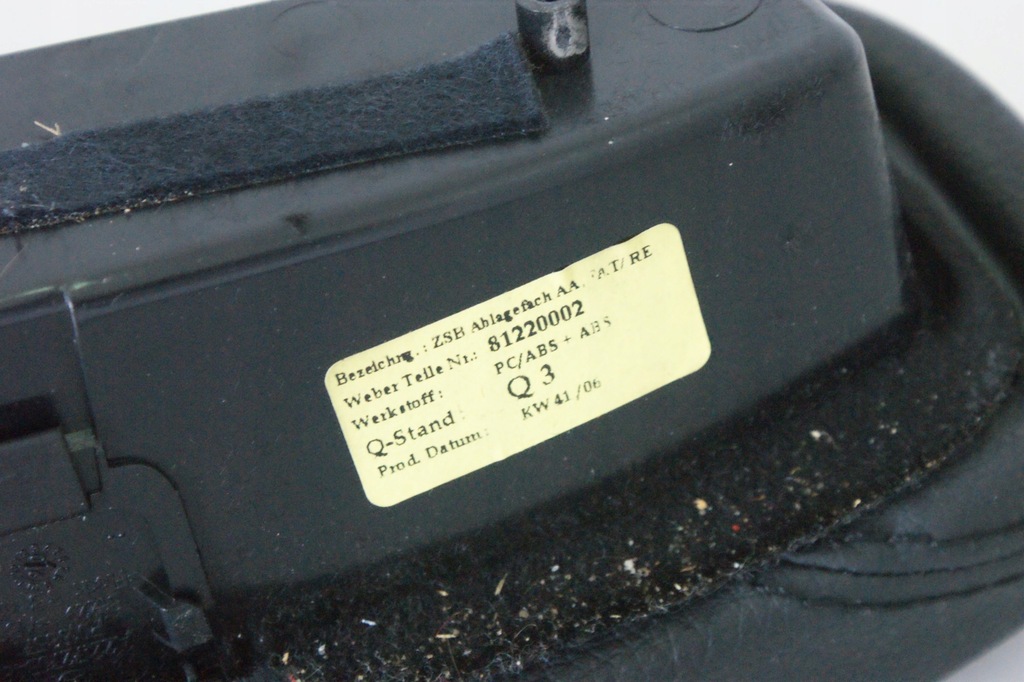 Bezeichng.: ZSB Ablagefach AA. FA.T/ RE
Weber Teile Nr.: 81220002
Werkstoff: PC/ABS + ABS
Q-Stand: Q 3
Prod. Datum: KW 41/06